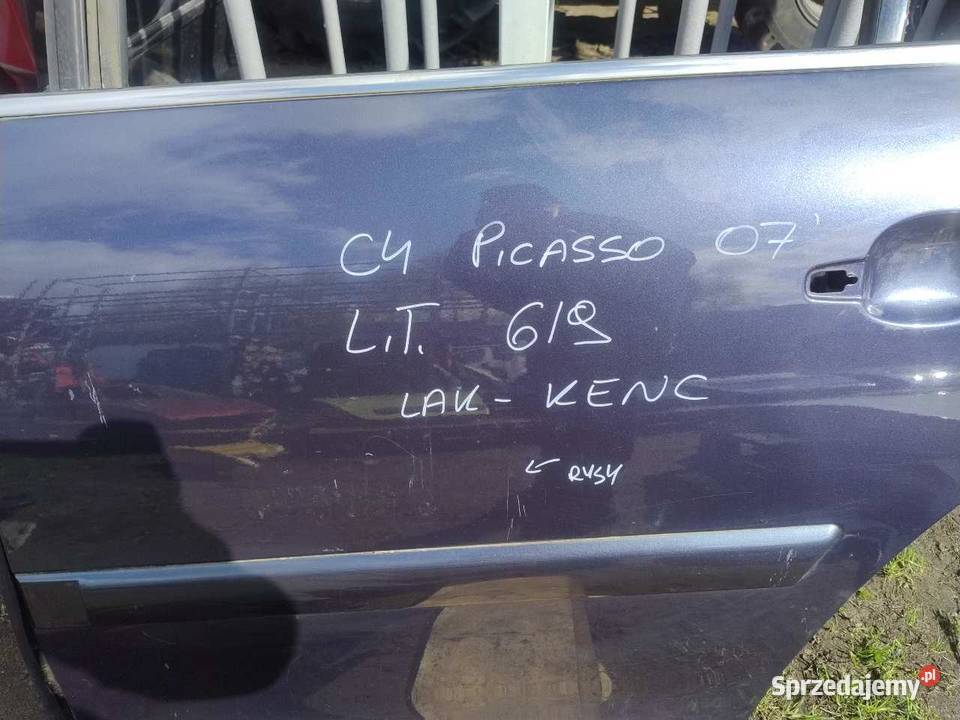 C4 PICASSO 07'
L.T. 619
LAK - KENC
← RYSY
Sprzedajemy.pl